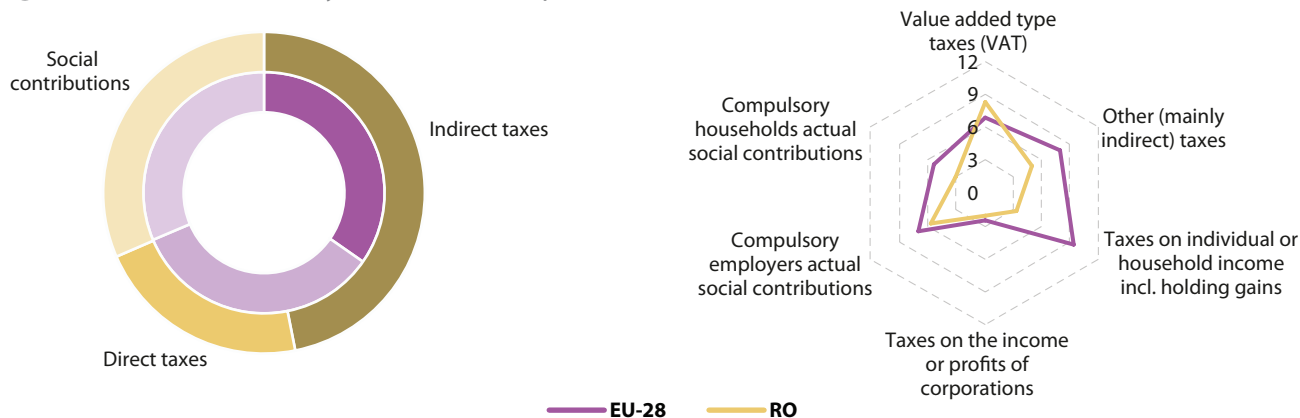 Social
contributions
Indirect taxes
Direct taxes
Value added type
taxes (VAT)
12
9
6
3
0
Other (mainly
indirect) taxes
Taxes on individual or
household income
incl. holding gains
Taxes on the income
or profits of
corporations
Compulsory
employers actual
social contributions
Compulsory
households actual
social contributions
EU-28
RO